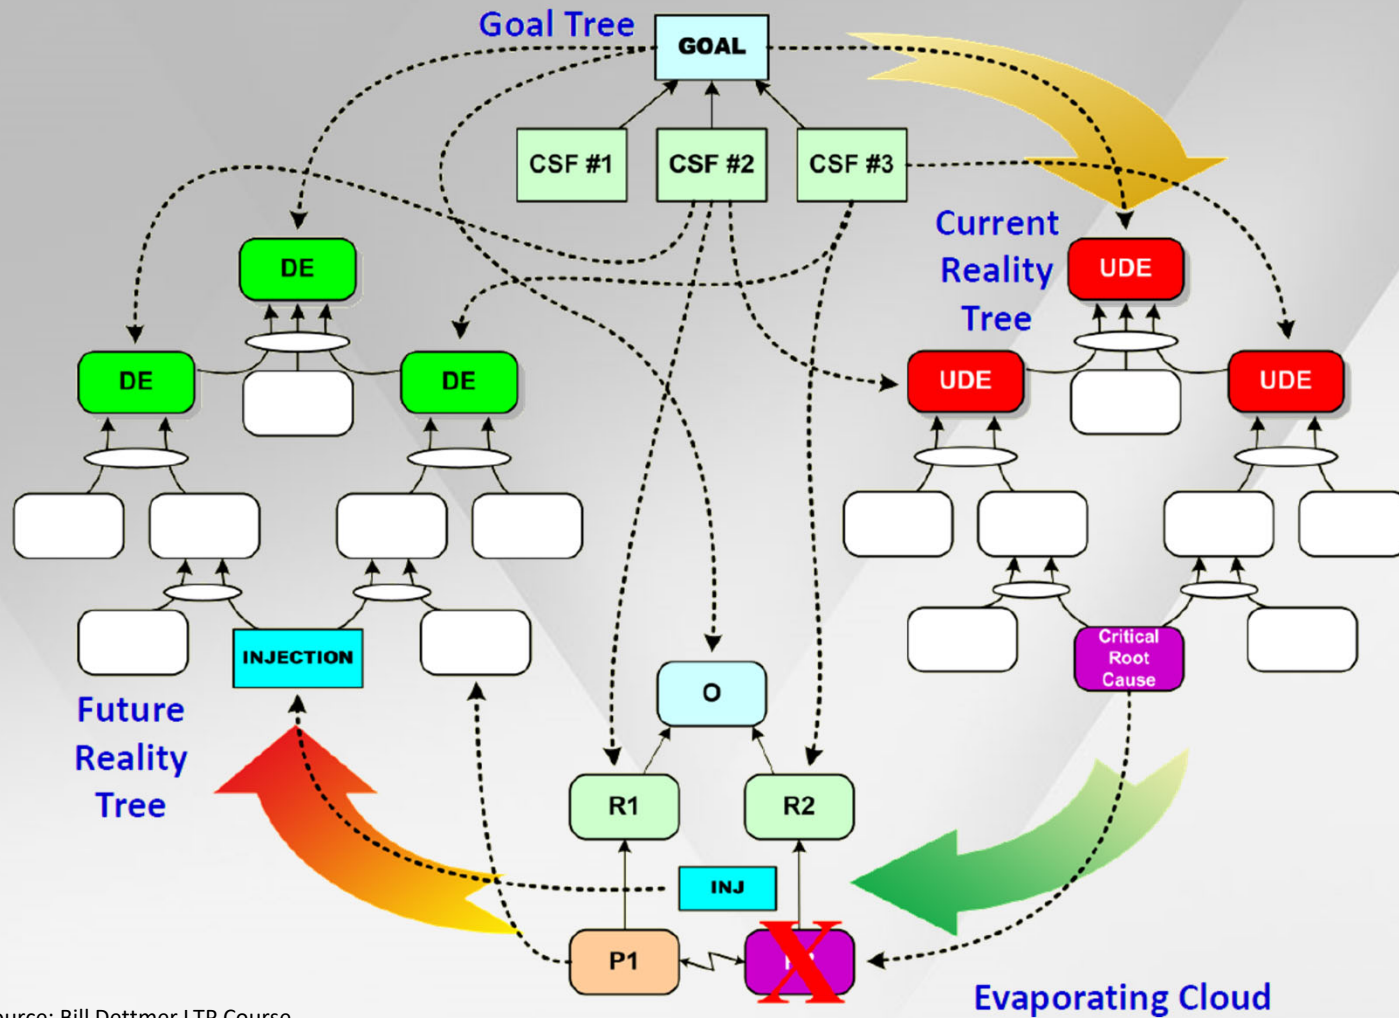 Goal Tree
GOAL
CSF #1
CSF #2
CSF #3
Current
Reality
Tree
DE
UDE
DE
DE
UDE
UDE
INJECTION
Critical
Root
Cause
O
Future
Reality
Tree
R1
R2
INJ
P1
X
Evaporating Cloud
Bill Dettmer LTP Course